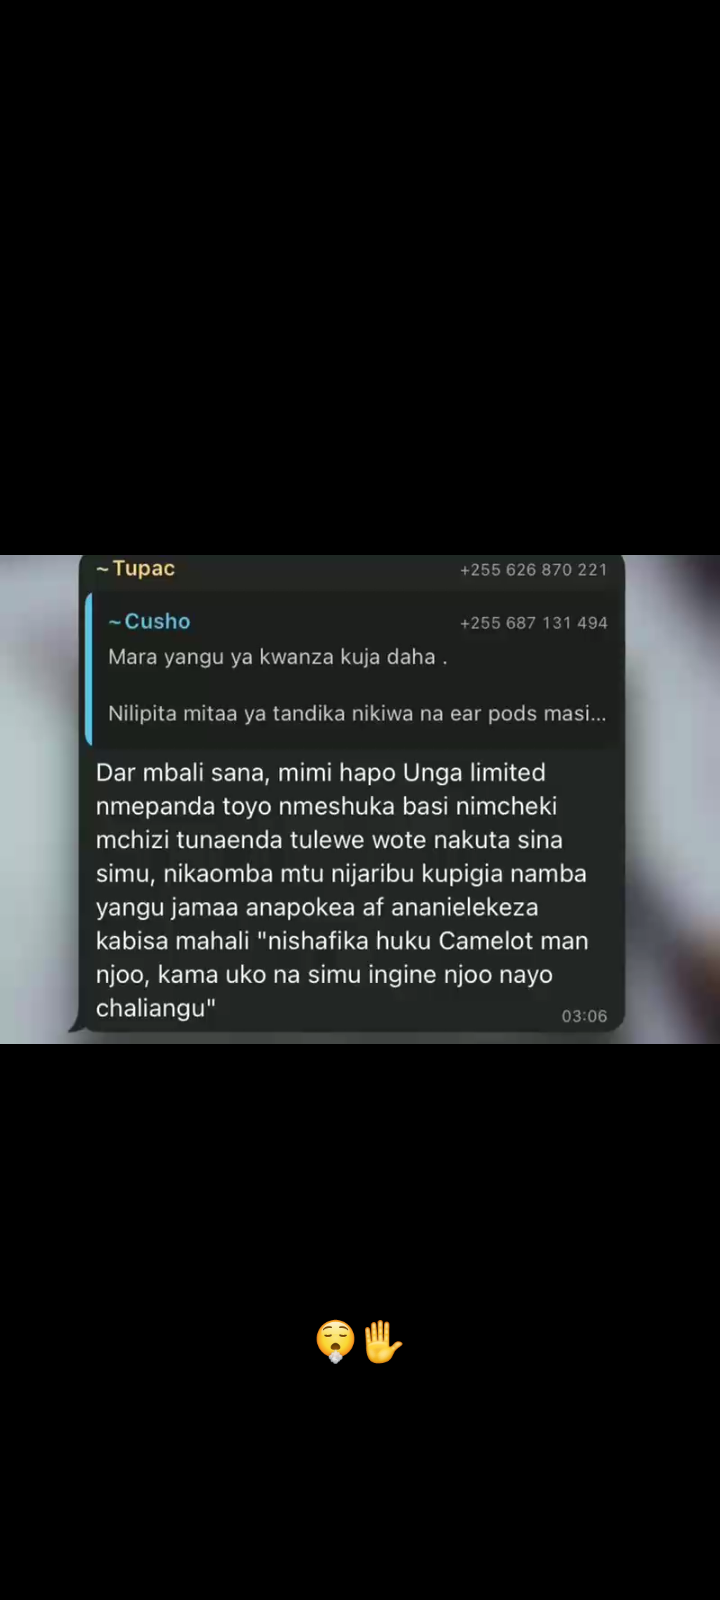 ~Tupac +255 626 870 221
~Cusho +255 687 131 494
Mara yangu ya kwanza kuja daha .
Nilipita mitaa ya tandika nikiwa na ear pods masi...
Dar mbali sana, mimi hapo Unga limited
nmepanda toyo nmeshuka basi nimcheki
mchizi tunaenda tulewe wote nakuta sina
simu, nikaomba mtu nijaribu kupigia namba
yangu jamaa anapokea af ananielekeza
kabisa mahali "nishafika huku Camelot man
njoo, kama uko na simu ingine njoo nayo
chaliangu"
03:06
😮‍💨✋